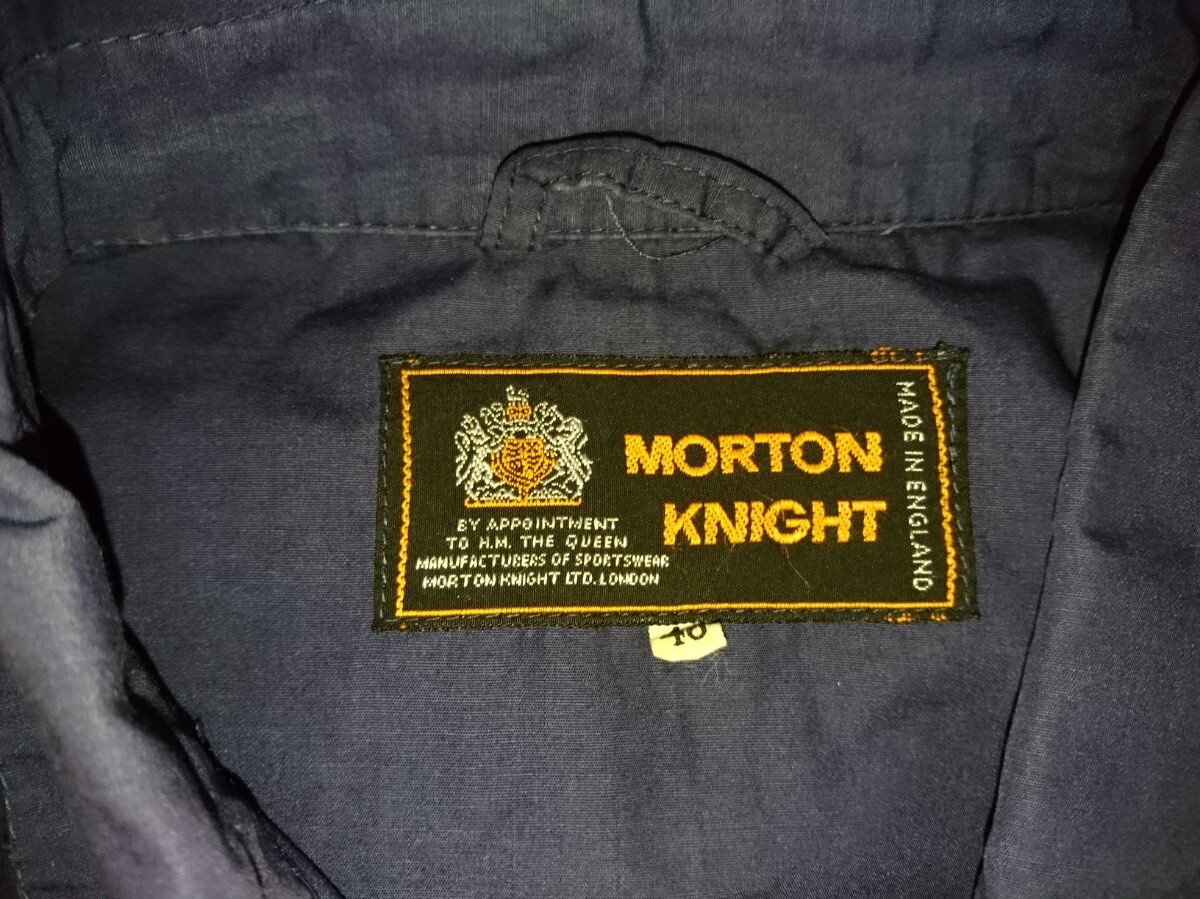 MORTON
KNIGHT
BY APPOINTMENT
TO H.M. THE QUEEN
MANUFACTURERS OF SPORTSWEAR
MORTON KNIGHT LTD. LONDON
MADE IN ENGLAND